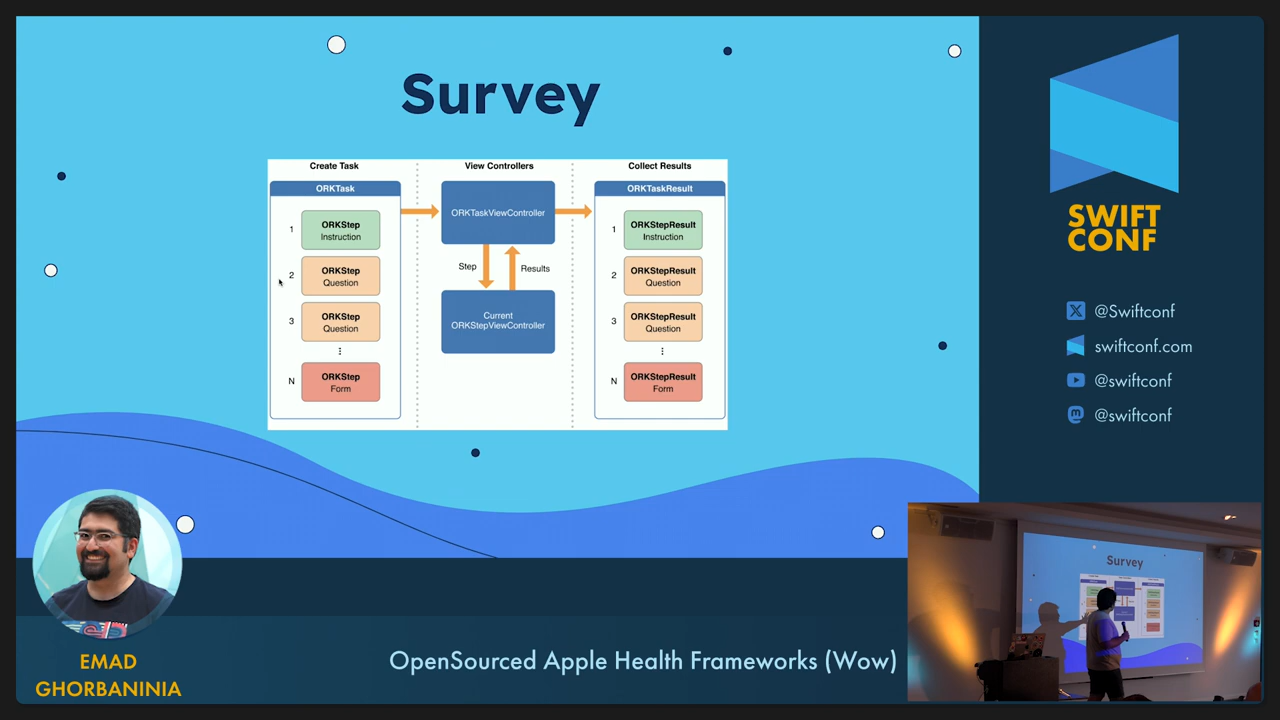 Survey
Create Task
View Controllers
Collect Results
ORKTask
1
ORKStep
Instruction
2
ORKStep
Question
3
ORKStep
Question
N
ORKStep
Form
ORKTaskViewController
Step
Results
Current
ORKStepViewController
ORKTaskResult
1
ORKStepResult
Instruction
2
ORKStepResult
Question
3
ORKStepResult
Question
N
ORKStepResult
Form
SWIFT
CONF
@Swiftconf
swiftconf.com
@swiftconf
@swiftconf
EMAD
GHORBANINIA
OpenSourced Apple Health Frameworks (Wow)
Survey